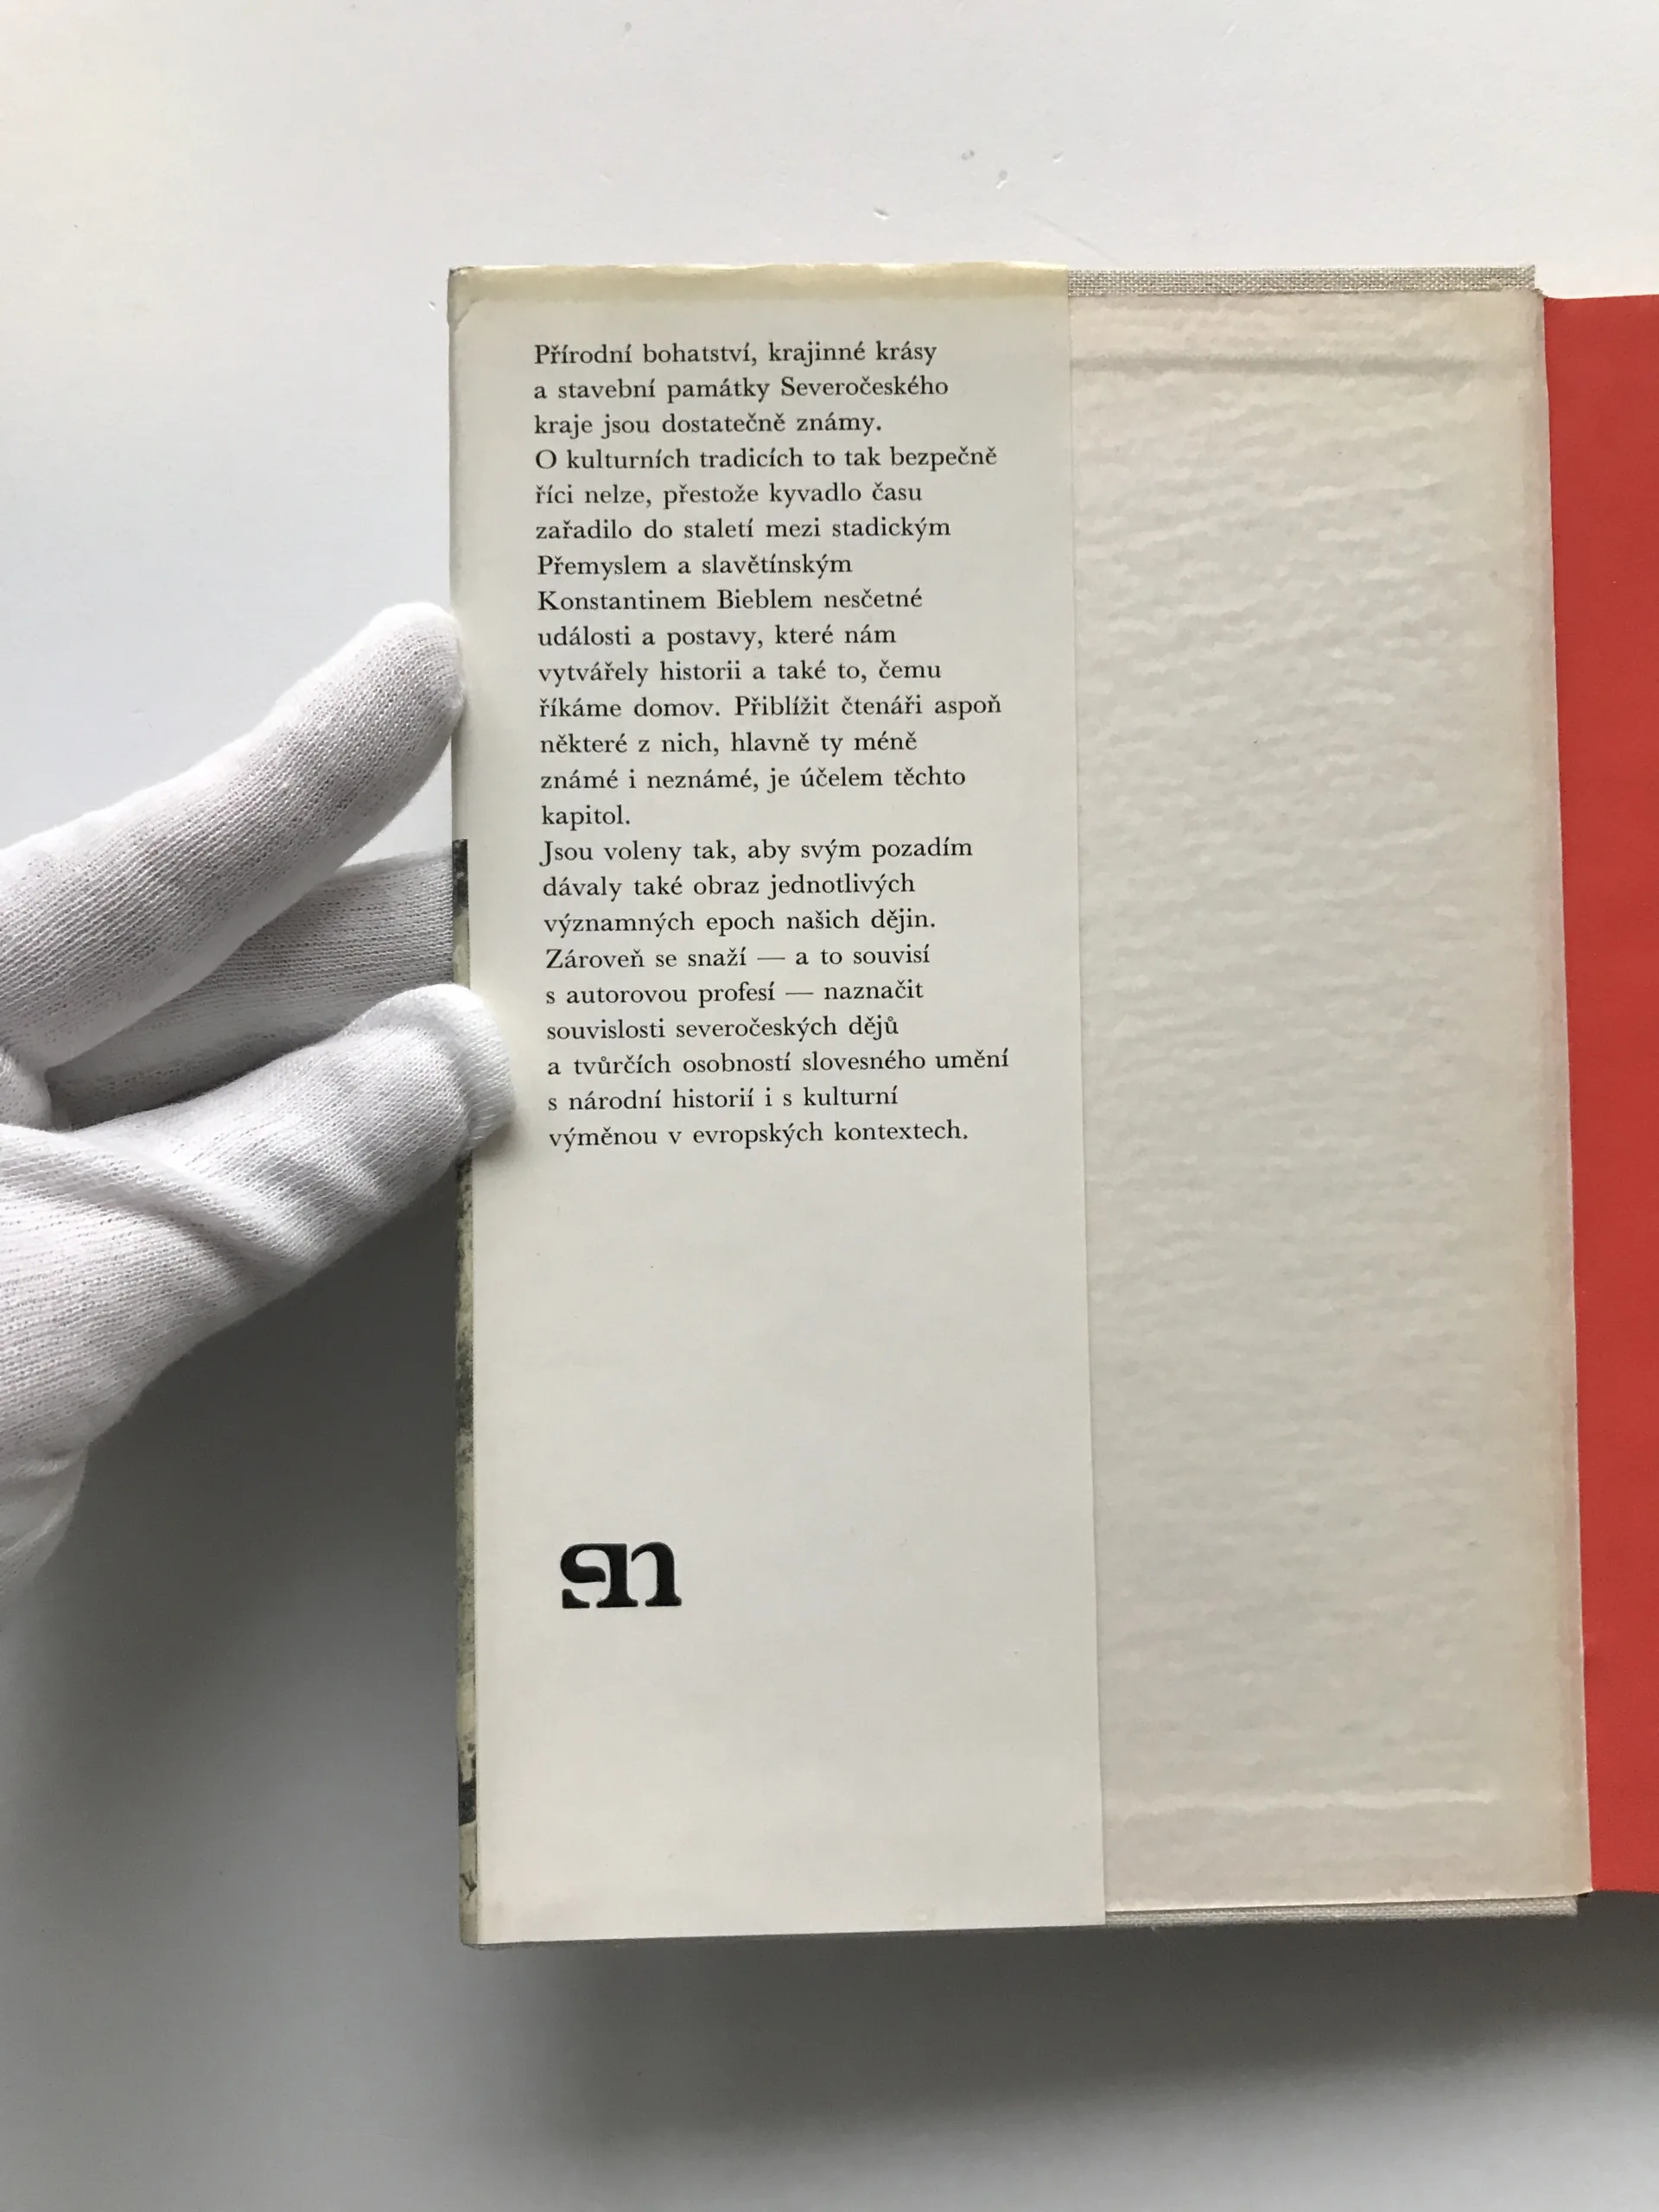 Přírodní bohatství, krajinné krásy
a stavební památky Severočeského
kraje jsou dostatečně známy.
O kulturních tradicích to tak bezpečně
říci nelze, přestože kyvadlo času
zařadilo do staletí mezi stadickým
Přemyslem a slavětínským
Konstantinem Bieblem nesčetné
události a postavy, které nám
vytvářely historii a také to, čemu
říkáme domov. Přiblížit čtenáři aspoň
některé z nich, hlavně ty méně
známé i neznámé, je účelem těchto
kapitol.
Jsou voleny tak, aby svým pozadím
dávaly také obraz jednotlivých
významných epoch našich dějin.
Zároveň se snaží — a to souvisí
s autorovou profesí — naznačit
souvislosti severočeských dějů
a tvůrčích osobností slovesného umění
s národní historií i s kulturní
výměnou v evropských kontextech.